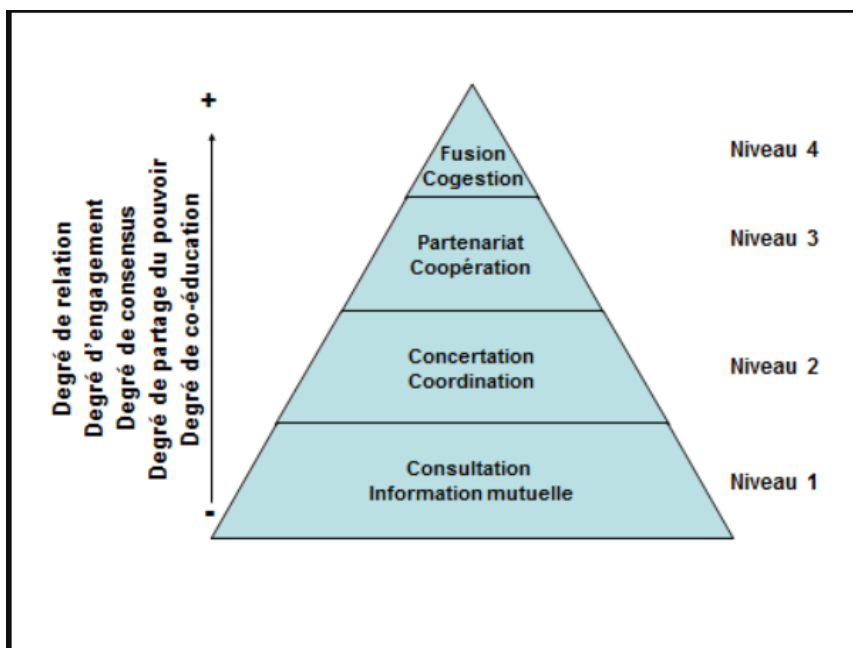 +
Fusion
Cogestion
Niveau 4
Partenariat
Coopération
Niveau 3
Concertation
Coordination
Niveau 2
Consultation
Information mutuelle
Niveau 1
-
Degré de relation
Degré d'engagement
Degré de consensus
Degré de partage du pouvoir
Degré de co-éducation